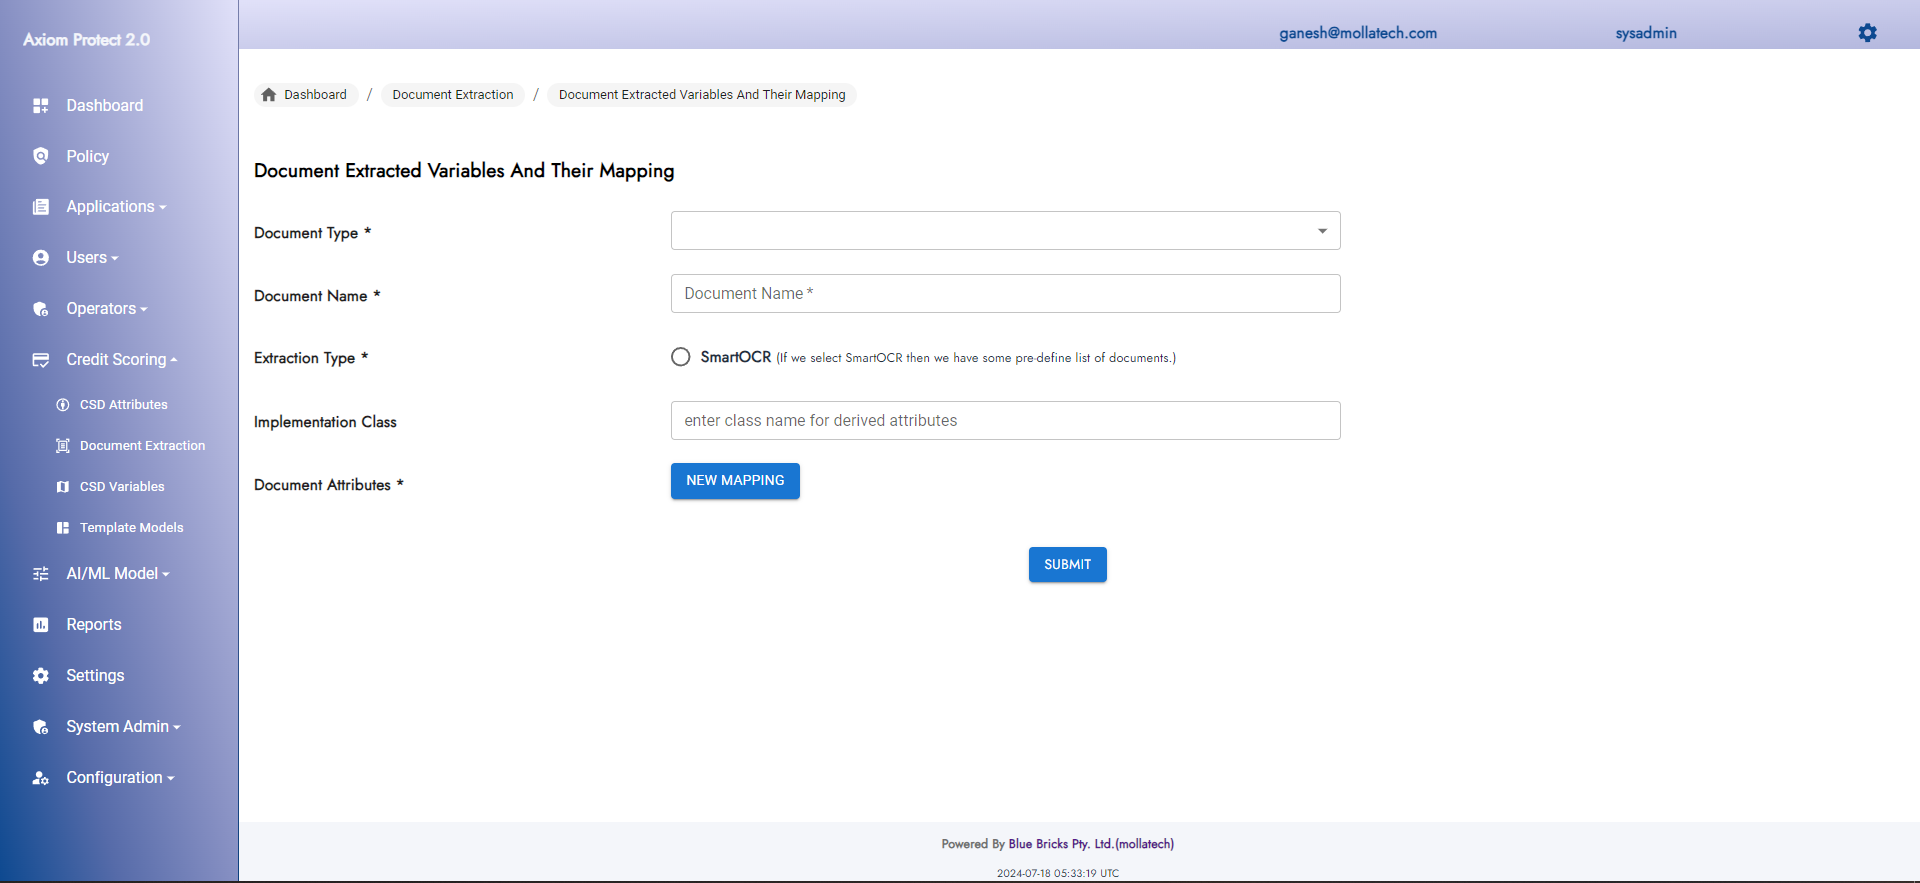 Axiom Protect 2.0
ganesh@mollatech.com sysadmin
Dashboard
Policy
Applications
Users
Operators
Credit Scoring
CSD Attributes
Document Extraction
CSD Variables
Template Models
AI/ML Model
Reports
Settings
System Admin
Configuration
Dashboard / Document Extraction / Document Extracted Variables And Their Mapping
Document Extracted Variables And Their Mapping
Document Type *
Document Name * Document Name *
Extraction Type * SmartOCR (If we select SmartOCR then we have some pre-define list of documents.)
Implementation Class enter class name for derived attributes
Document Attributes * NEW MAPPING
SUBMIT
Powered By Blue Bricks Pty. Ltd.(mollatech)
2024-07-18 05:33:19 UTC